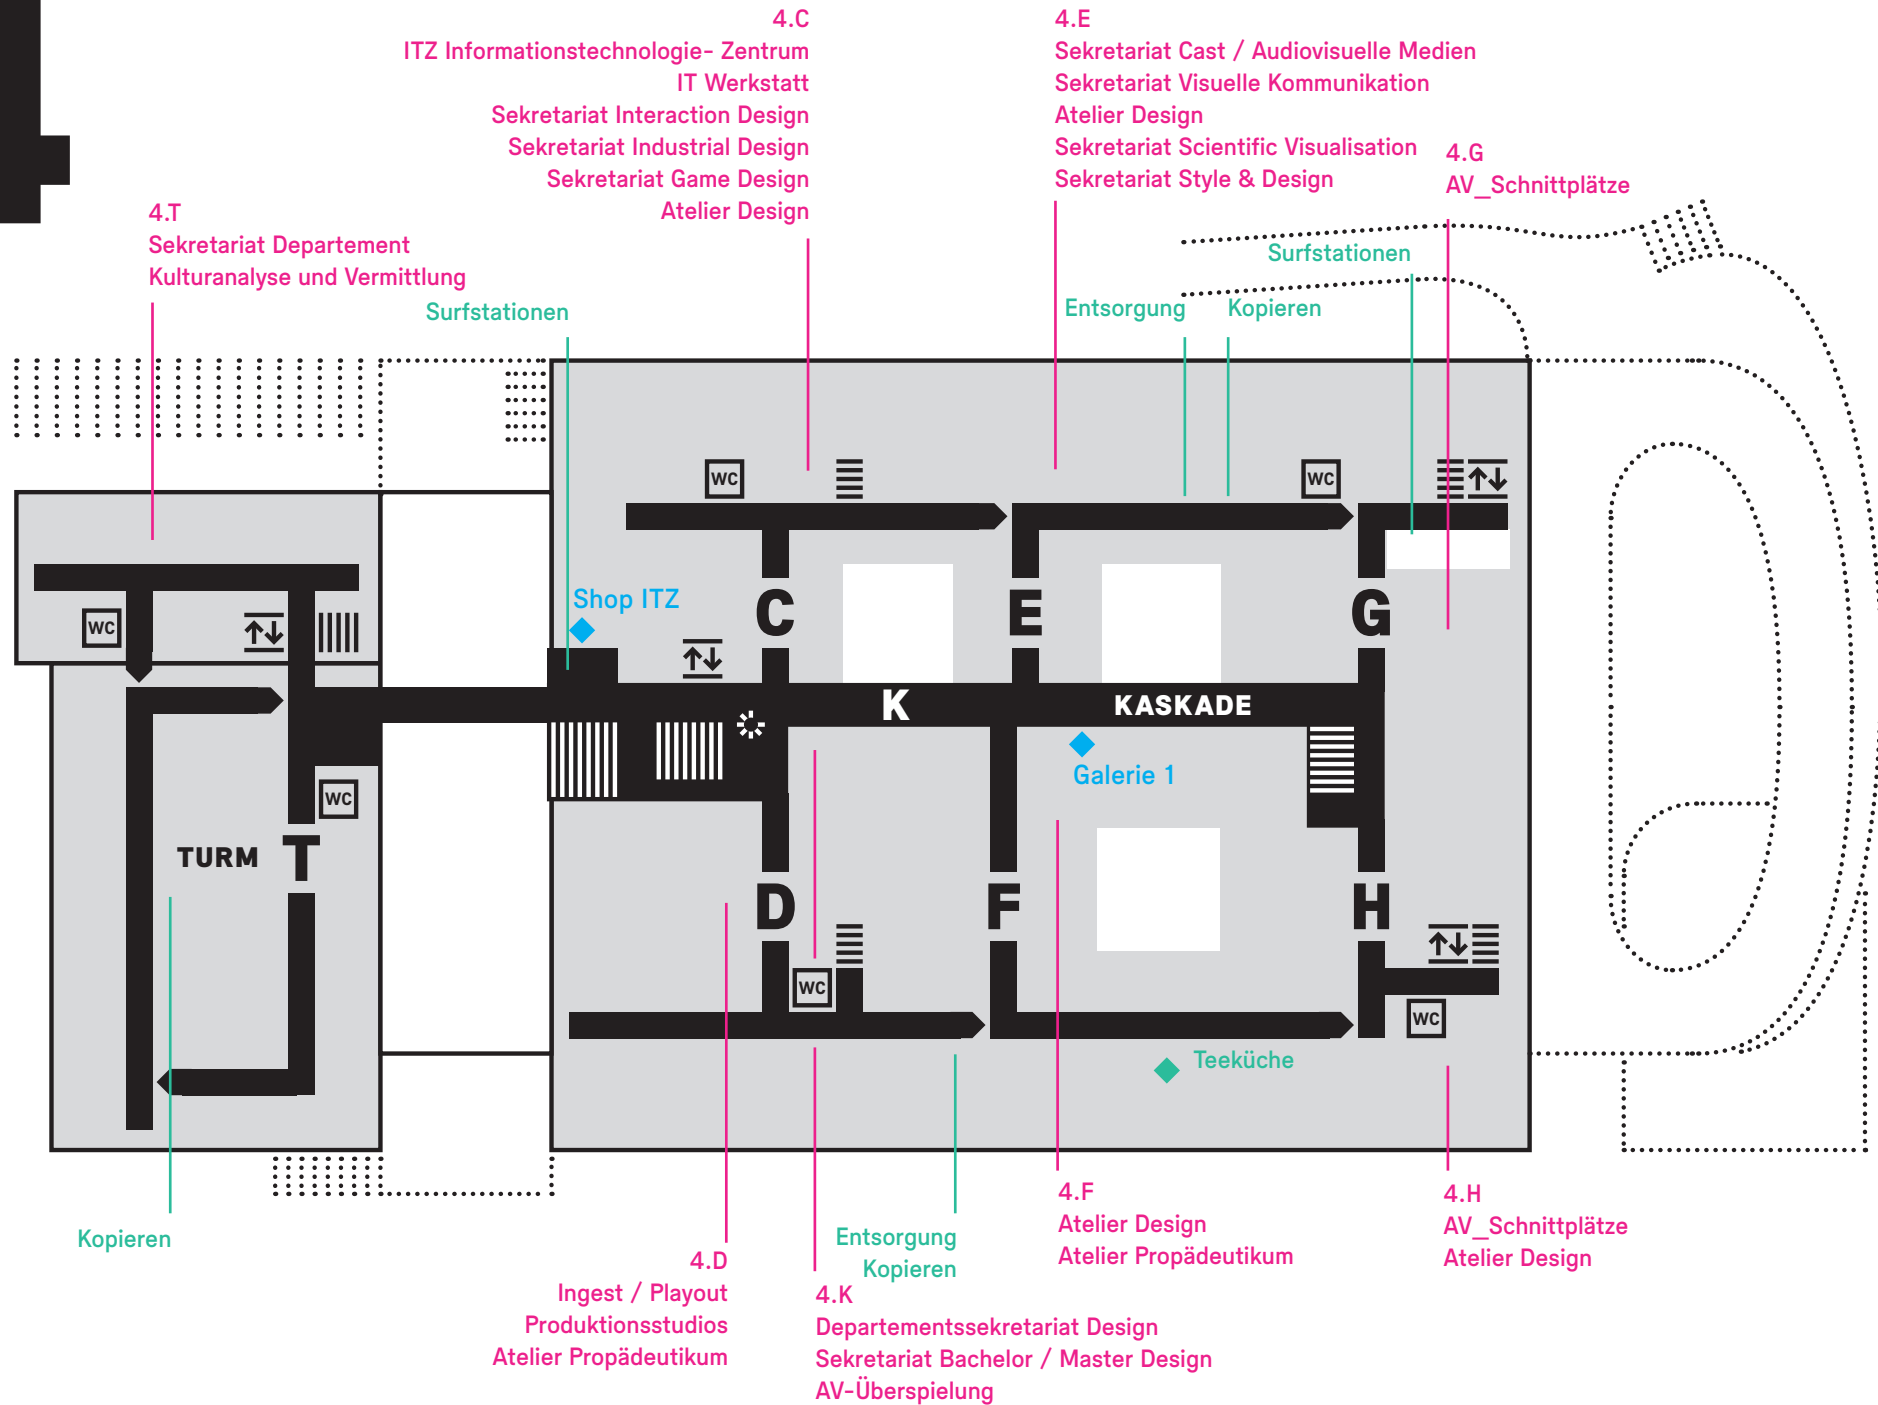 4
4.C
ITZ Informationstechnologie- Zentrum
IT Werkstatt
Sekretariat Interaction Design
Sekretariat Industrial Design
Sekretariat Game Design
Atelier Design
4.E
Sekretariat Cast / Audiovisuelle Medien
Sekretariat Visuelle Kommunikation
Atelier Design
Sekretariat Scientific Visualisation
Sekretariat Style & Design
4.G
AV_Schnittplätze
4.T
Sekretariat Departement
Kulturanalyse und Vermittlung
Surfstationen
Surfstationen
Entsorgung
Kopieren
WC
WC
WC
Shop ITZ
C
E
G
K
KASKADE
Galerie 1
WC
TURM
T
D
F
H
WC
WC
Teeküche
Kopieren
4.D
Ingest / Playout
Produktionsstudios
Atelier Propädeutikum
Entsorgung
Kopieren
4.K
Departementssekretariat Design
Sekretariat Bachelor / Master Design
AV-Überspielung
4.F
Atelier Design
Atelier Propädeutikum
4.H
AV_Schnittplätze
Atelier Design